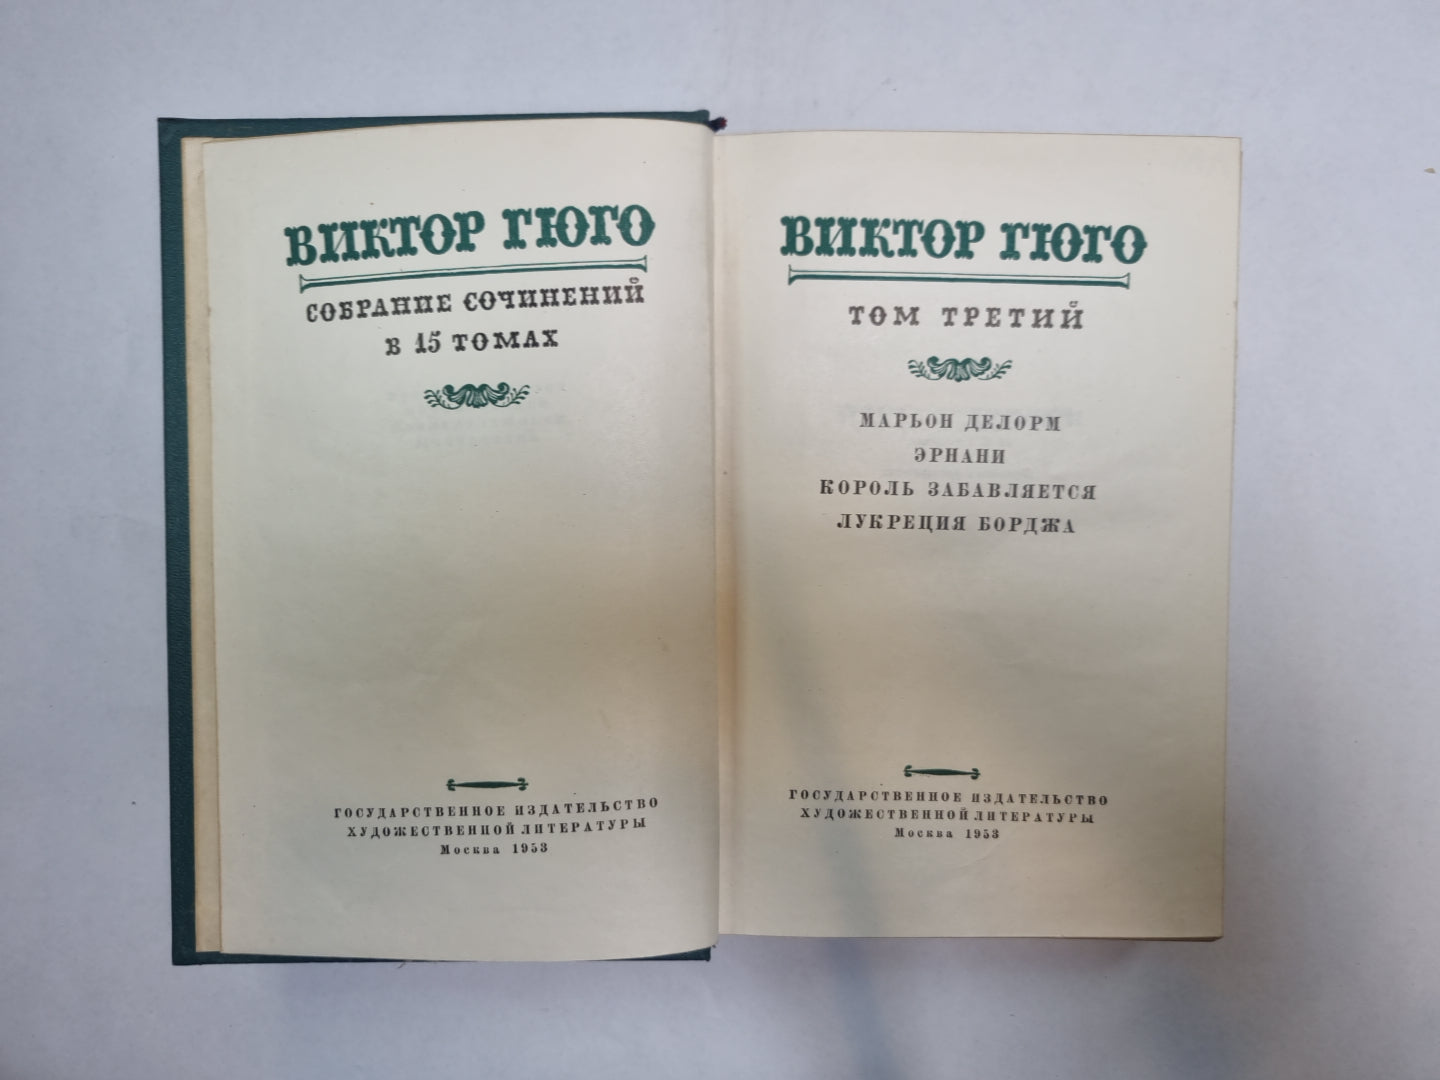 ВИКТОР ГЮГО
СОБРАНИЕ СОЧИНЕНИЙ
В 15 ТОМАХ
ГОСУДАРСТВЕННОЕ ИЗДАТЕЛЬСТВО
ХУДОЖЕСТВЕННОЙ ЛИТЕРАТУРЫ
Москва 1953
ВИКТОР ГЮГО
ТОМ ТРЕТИЙ
МАРЬОН ДЕЛОРМ
ЭРНАНИ
КОРОЛЬ ЗАБАВЛЯЕТСЯ
ЛУКРЕЦИЯ БОРДЖА
ГОСУДАРСТВЕННОЕ ИЗДАТЕЛЬСТВО
ХУДОЖЕСТВЕННОЙ ЛИТЕРАТУРЫ
Москва 1953